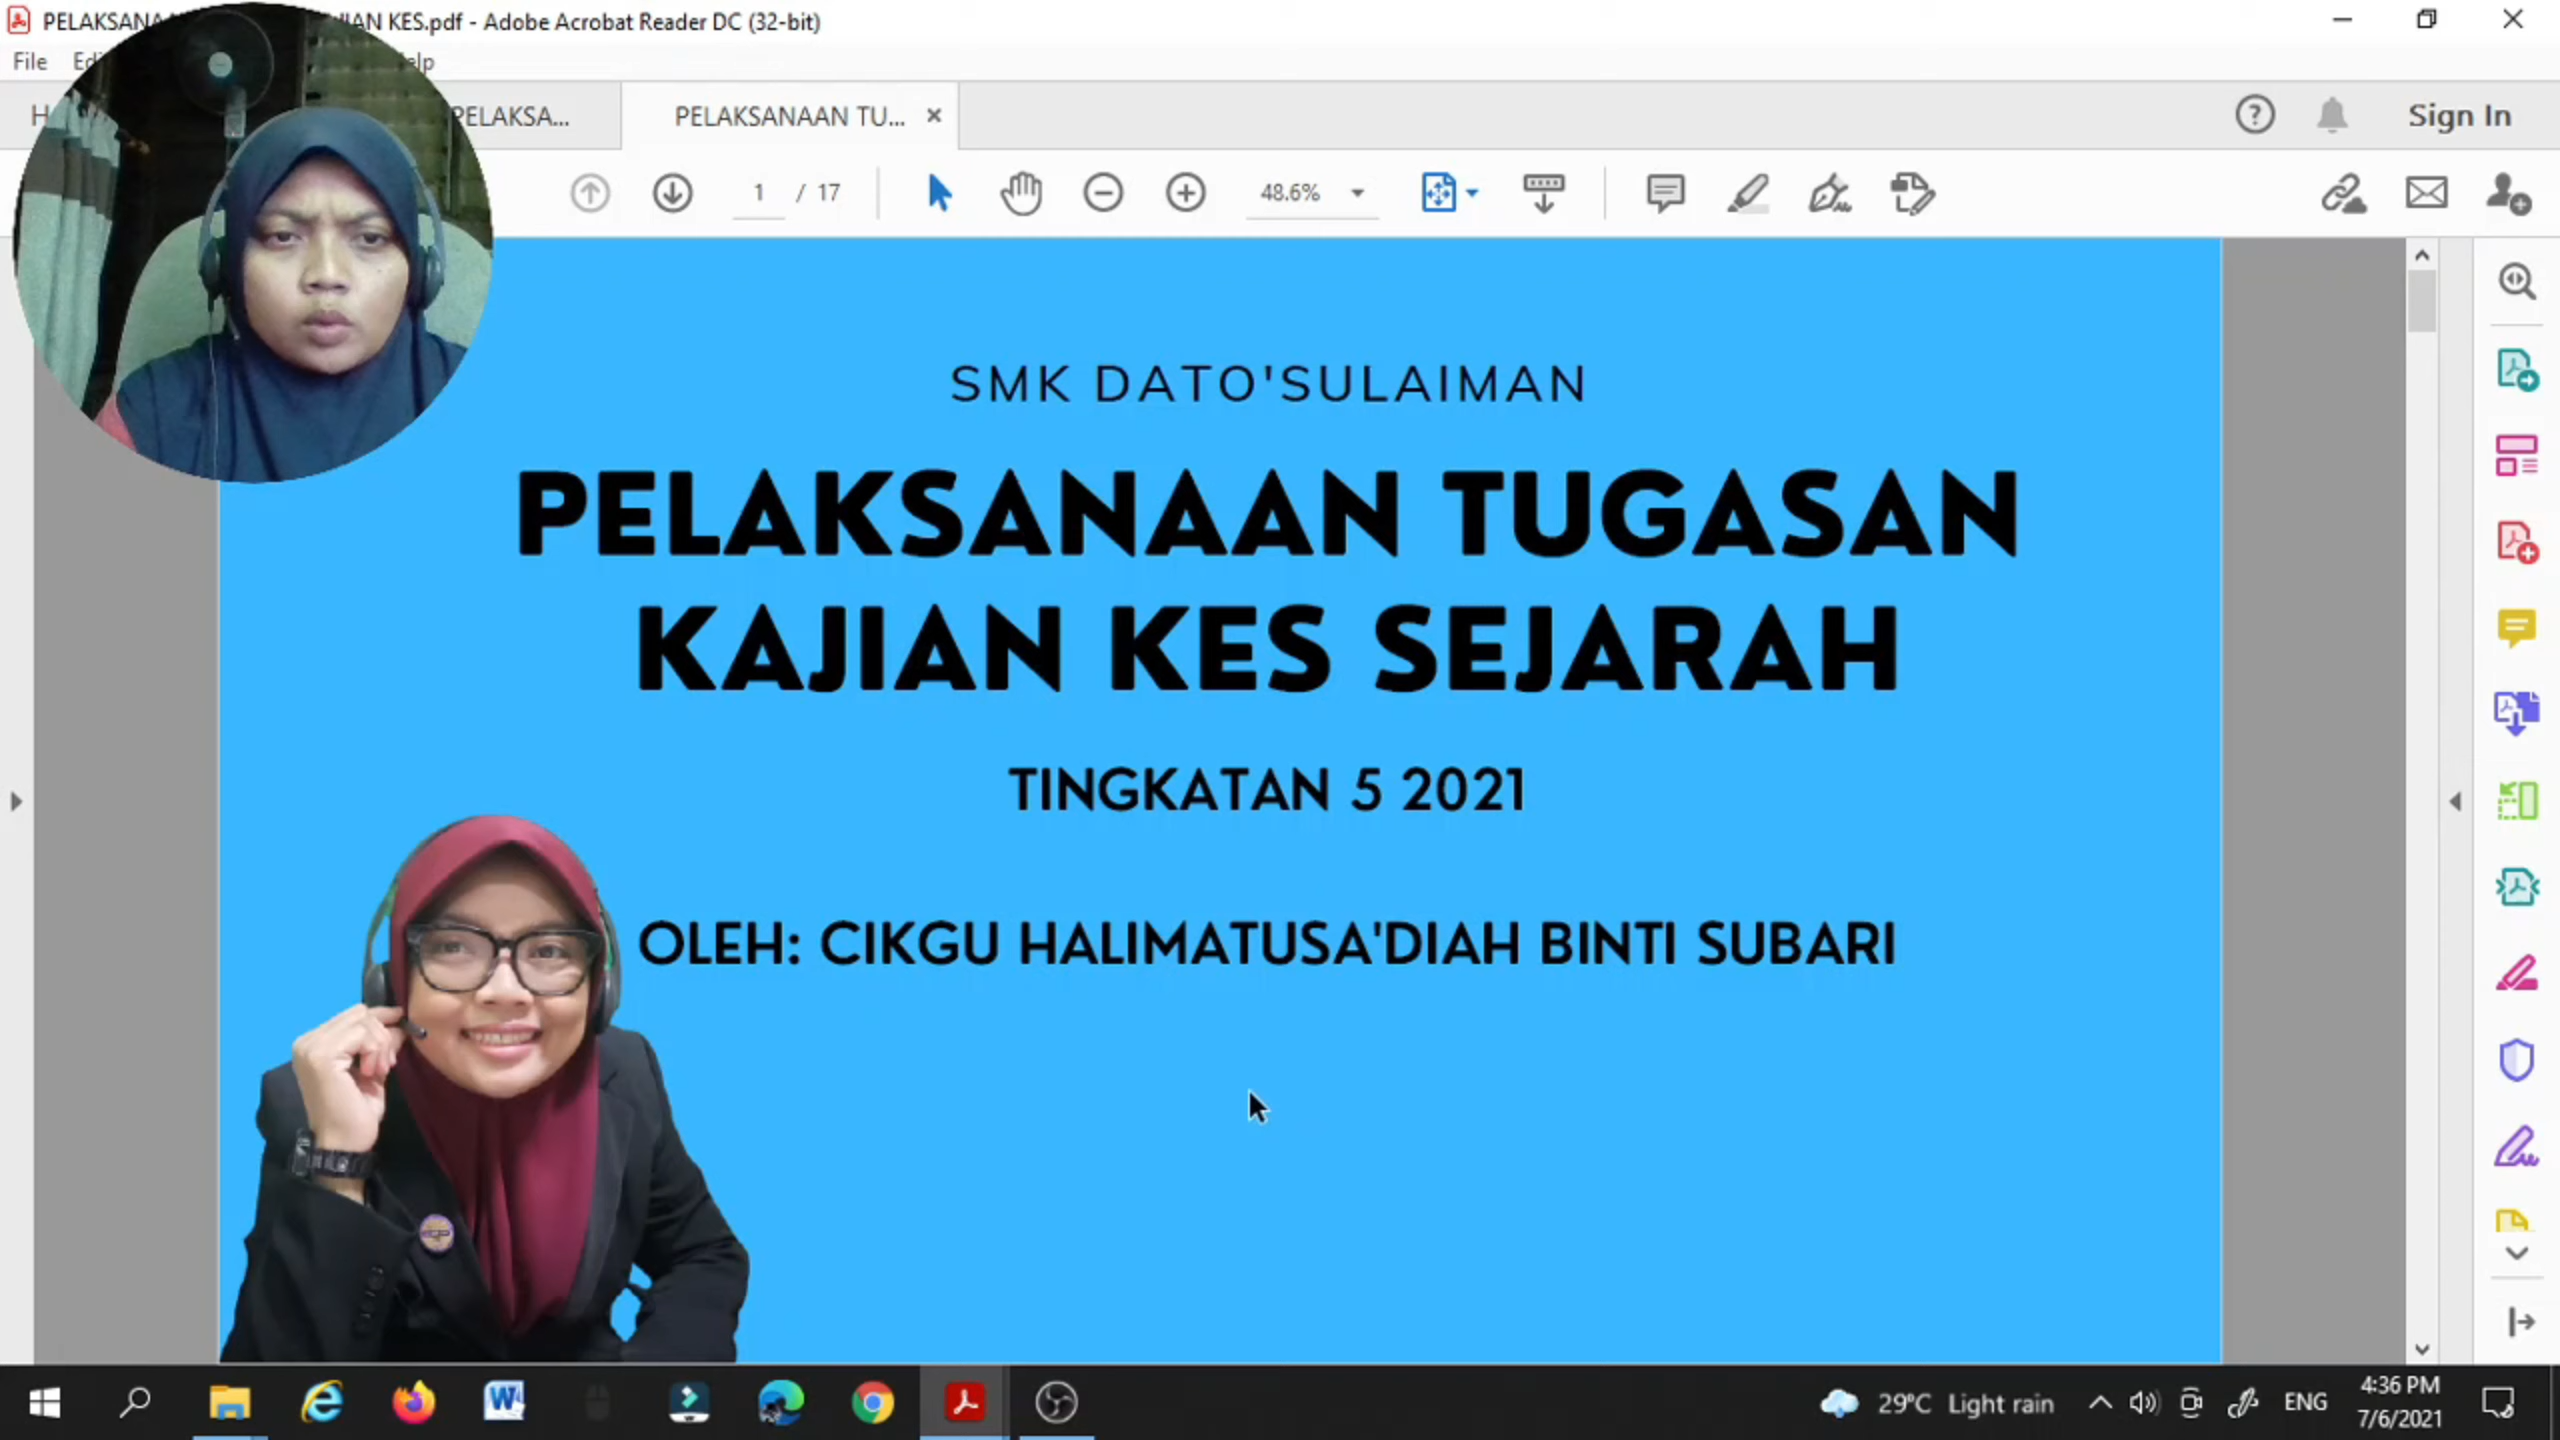 KES.pdf - Adobe Acrobat Reader DC (32-bit)
File
PELAKSA...
PELAKSANAAN TU...
Sign In
1 / 17
48.6%
SMK DATO'SULAIMAN
PELAKSANAAN TUGASAN
KAJIAN KES SEJARAH
TINGKATAN 5 2021
OLEH: CIKGU HALIMATUSA'DIAH BINTI SUBARI
29°C Light rain
ENG
4:36 PM
7/6/2021